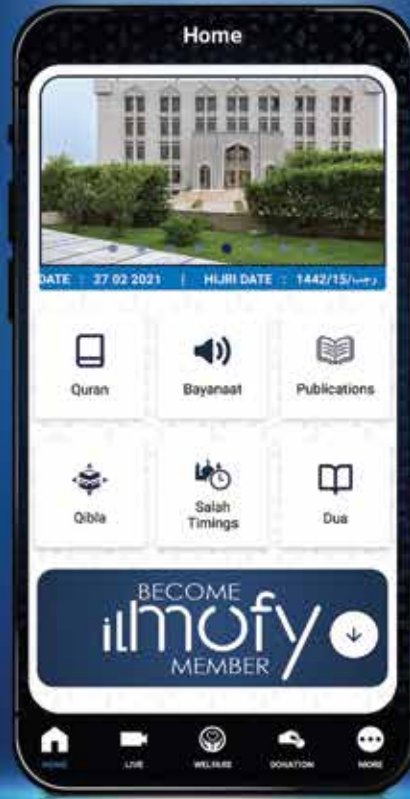 Home
DATE : 27 02 2021 | HIJRI DATE : 1442/15/رجب
Quran
Bayanaat
Publications
Qibla
Salah
Timings
Dua
BECOME
ilmofy
MEMBER
HOME
LIVE
WELFARE
DONATION
MORE